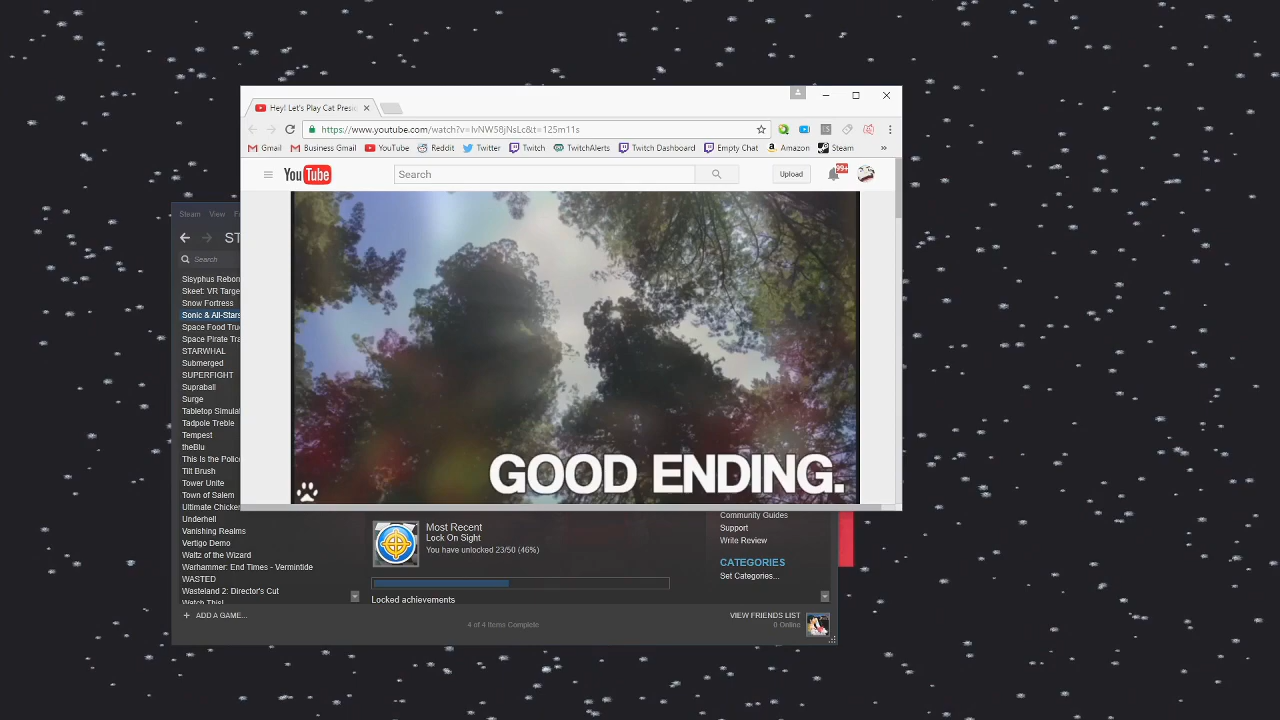 Hey! Let's Play Cat Presi
https://www.youtube.com/watch?v=IvNW58jNsLc&t=125m11s
Gmail Business Gmail YouTube Reddit Twitter Twitch TwitchAlerts Twitch Dashboard Empty Chat Amazon Steam »
YouTube Search Upload 99+
GOOD ENDING.
Steam View F
ST
Search
Sisyphus Reborn
Skeet: VR Targe
Snow Fortress
Sonic & All-Stars
Space Food Tru
Space Pirate Tra
STARWHAL
Submerged
SUPERFIGHT
Supraball
Surge
Tabletop Simula
Tadpole Treble
Tempest
theBlu
This Is the Police
Tilt Brush
Tower Unite
Town of Salem
Ultimate Chicken
Underhell
Vanishing Realms
Vertigo Demo
Waltz of the Wizard
Warhammer: End Times - Vermintide
WASTED
Wasteland 2: Director's Cut
Watch This!
Most Recent
Lock On Sight
You have unlocked 23/50 (46%)
Locked achievements
Community Guides
Support
Write Review
CATEGORIES
Set Categories...
+ ADD A GAME...
4 of 4 Items Complete
VIEW FRIENDS LIST
0 Online